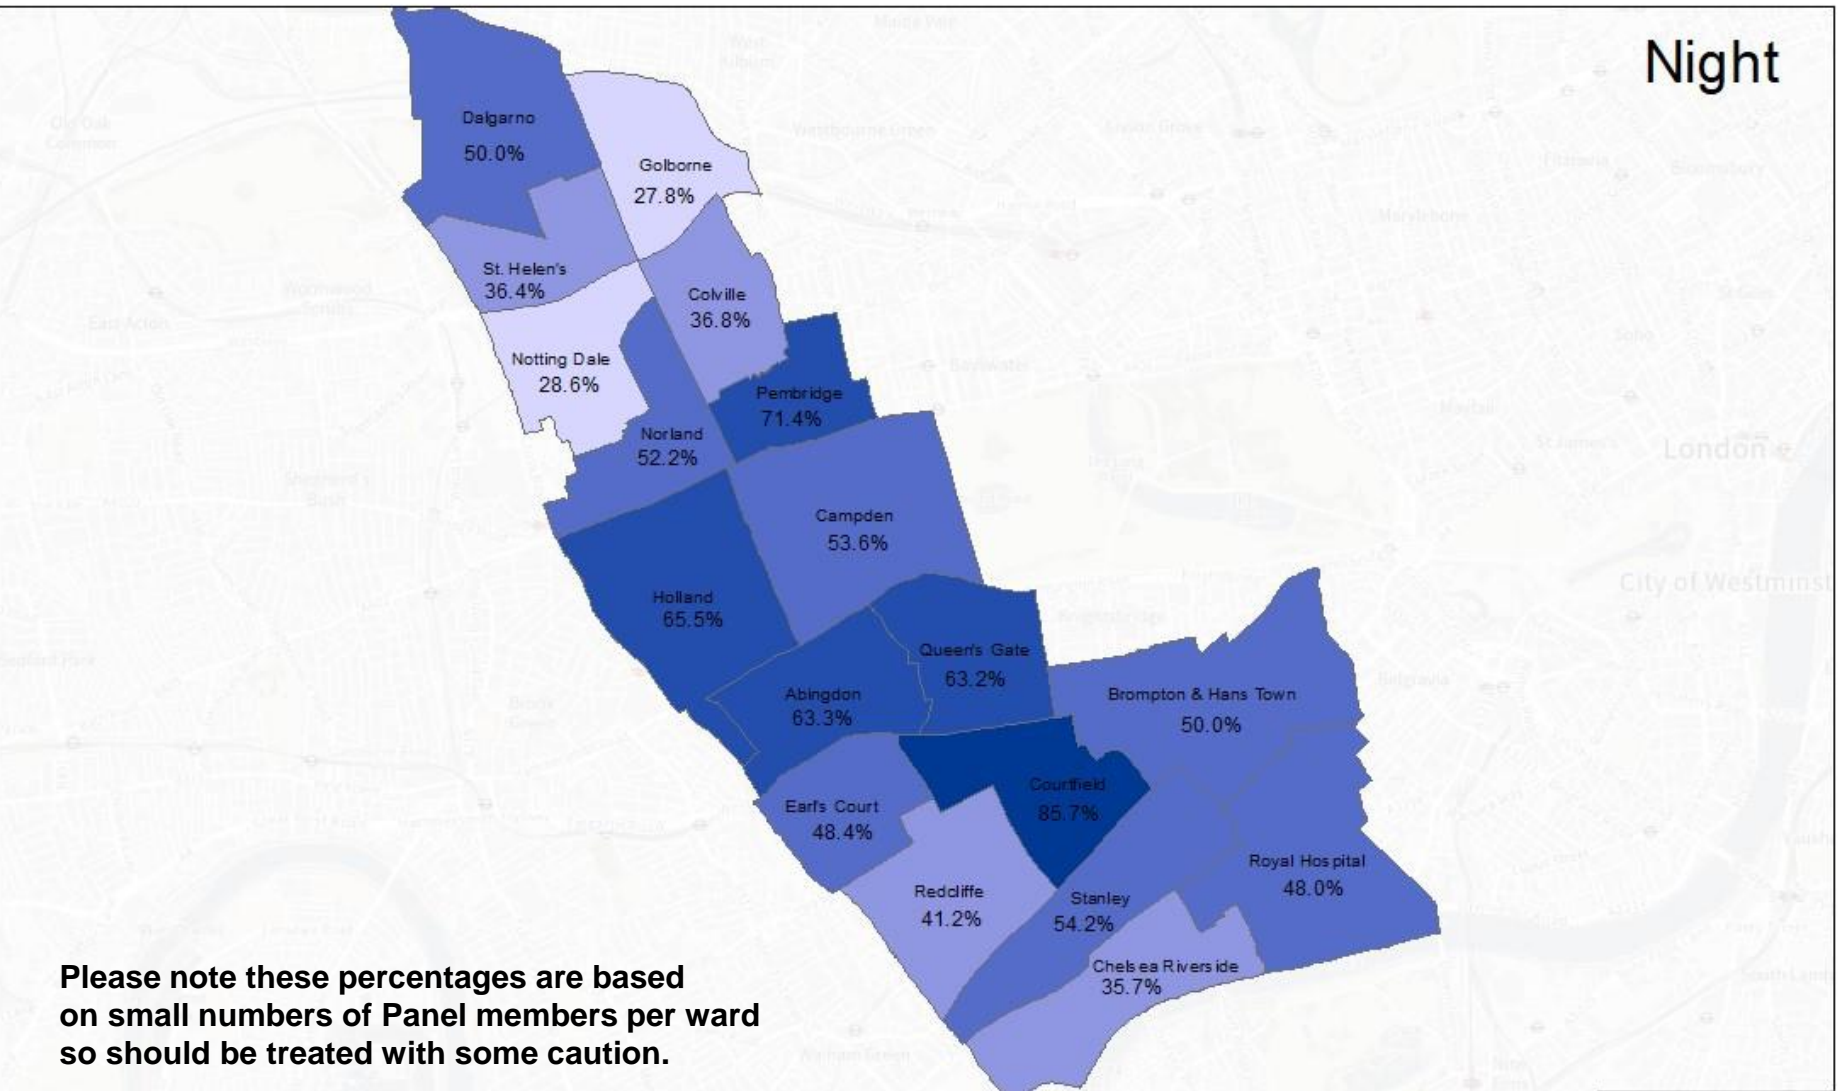 Night
Dalgarno
50.0%
Golborne
27.8%
St. Helen's
36.4%
Colville
36.8%
Notting Dale
28.6%
Pembridge
71.4%
Norland
52.2%
Campden
53.6%
Holland
65.5%
Queen's Gate
63.2%
Abingdon
63.3%
Brompton & Hans Town
50.0%
Courtfield
85.7%
Earl's Court
48.4%
Royal Hospital
48.0%
Redcliffe
41.2%
Stanley
54.2%
Chelsea Riverside
35.7%
London
City of Westminst
Please note these percentages are based
on small numbers of Panel members per ward
so should be treated with some caution.